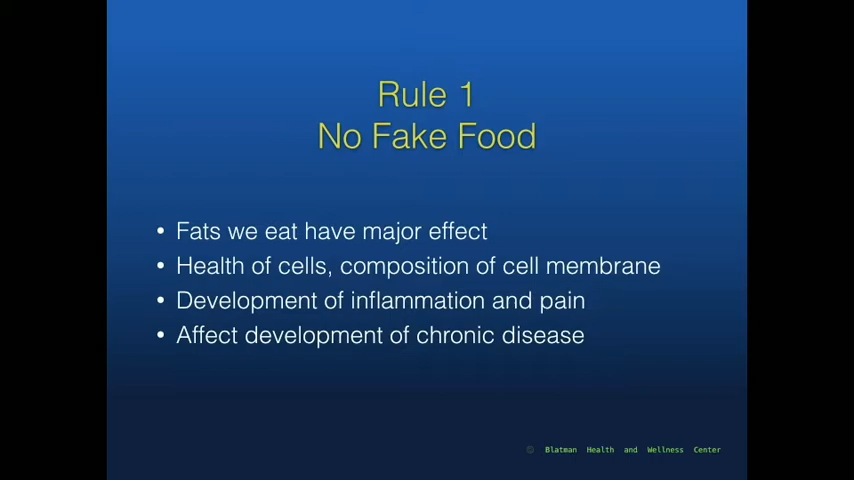 Rule 1
No Fake Food
• Fats we eat have major effect
• Health of cells, composition of cell membrane
• Development of inflammation and pain
• Affect development of chronic disease
Blatman Health and Wellness Center